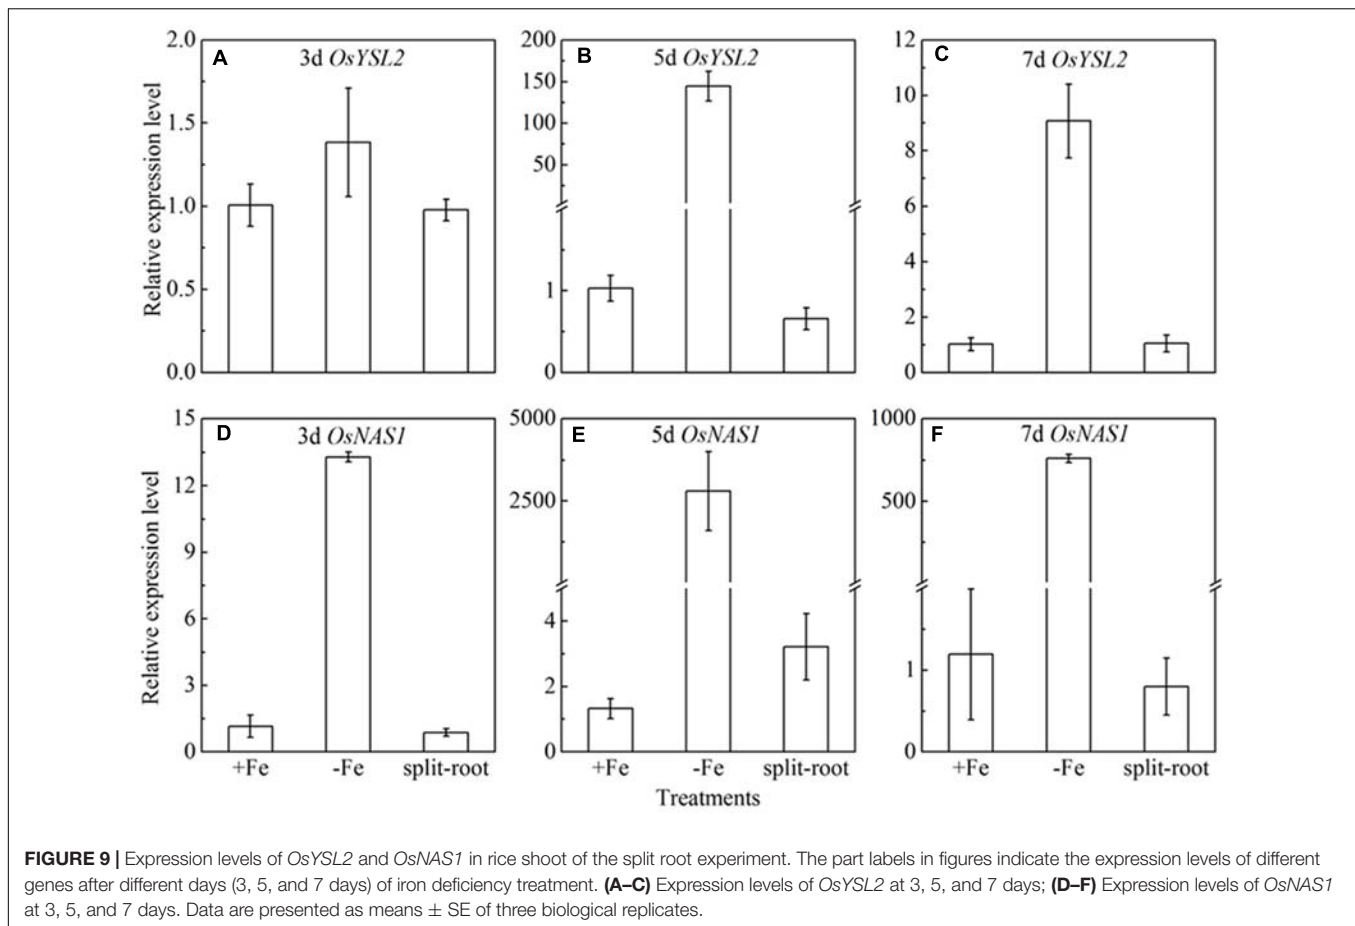 A
3d OsYSL2
2.0
1.5
1.0
0.5
0.0
Relative expression level
B
5d OsYSL2
200
150
100
50
1
0
C
7d OsYSL2
12
10
8
6
4
2
0
D
3d OsNAS1
15
12
9
6
3
0
Relative expression level
+Fe -Fe split-root
E
5d OsNAS1
5000
2500
4
2
0
+Fe -Fe split-root
Treatments
F
7d OsNAS1
1000
500
1
0
+Fe -Fe split-root
FIGURE 9 | Expression levels of OsYSL2 and OsNAS1 in rice shoot of the split root experiment. The part labels in figures indicate the expression levels of different
genes after different days (3, 5, and 7 days) of iron deficiency treatment. (A–C) Expression levels of OsYSL2 at 3, 5, and 7 days; (D–F) Expression levels of OsNAS1
at 3, 5, and 7 days. Data are presented as means ± SE of three biological replicates.